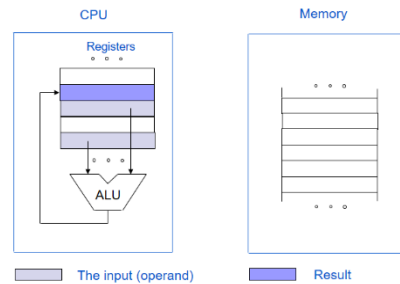 CPU
Memory
Registers
ALU
The input (operand)
Result